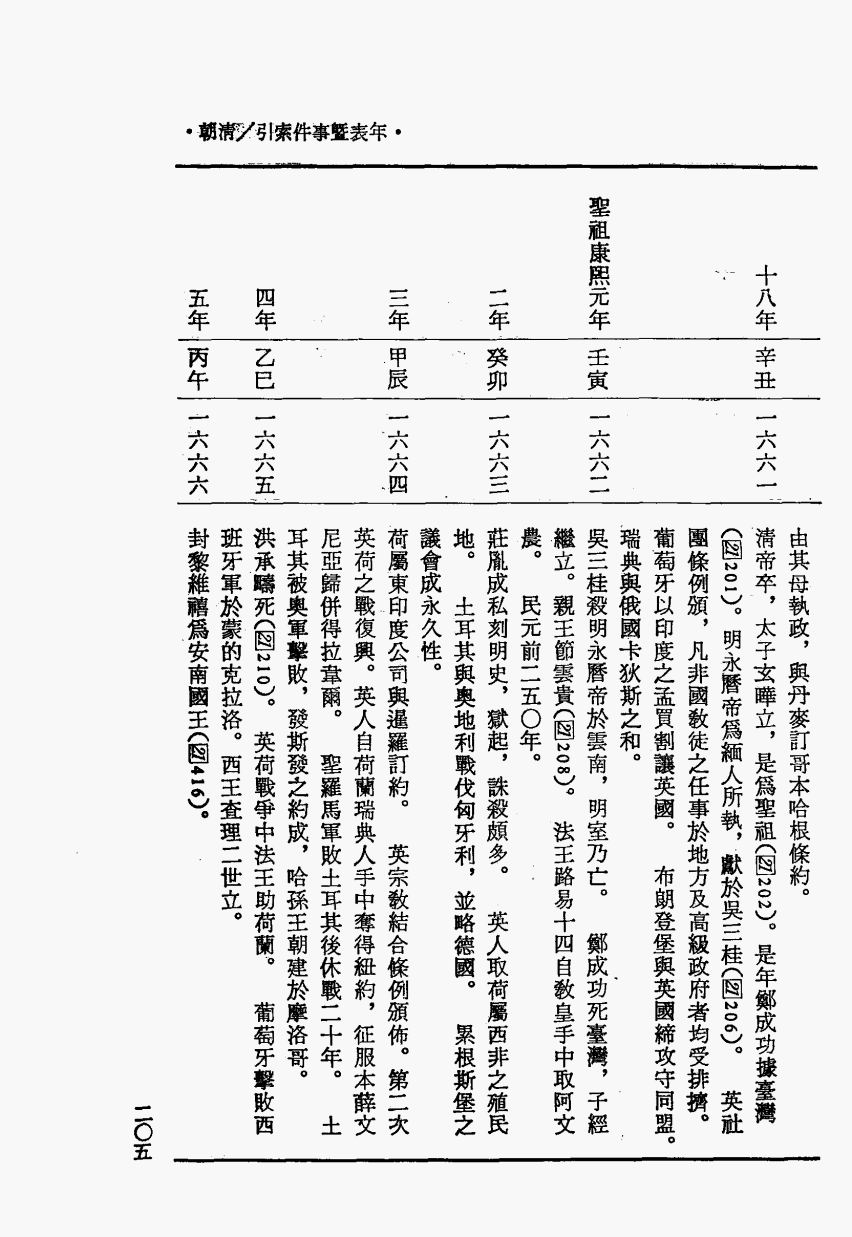 ·年表暨事件索引／清朝·
由其母執政，與丹麥訂哥本哈根條約。
十八年 辛丑 一六六一 清帝卒，太子玄曄立，是爲聖祖(㔢202)。是年鄭成功據臺灣
(㔢201)。明永曆帝爲緬人所執，獻於吳三桂(㔢206)。 英社
團條例頒，凡非國敎徒之任事於地方及高級政府者均受排擠。
葡萄牙以印度之孟買割讓英國。 布朗登堡與英國締攻守同盟。
瑞典與俄國卡狄斯之和。
聖祖康熙元年 壬寅 一六六二 吳三桂殺明永曆帝於雲南，明室乃亡。 鄭成功死臺灣，子經
繼立。親王節雲貴(㔢208)。 法王路易十四自敎皇手中取阿文
農。 民元前二五〇年。
二年 癸卯 一六六三 莊胤成私刻明史，獄起，誅殺頗多。 英人取荷屬西非之殖民
地。 土耳其與奥地利戰伐匈牙利，並略德國。 累根斯堡之
議會成永久性。
三年 甲辰 一六六四 荷屬東印度公司與暹羅訂約。 英宗敎結合條例頒佈。第二次
英荷之戰復興。英人自荷蘭瑞典人手中奪得紐約，征服本薛文
尼亞歸併得拉韋爾。 聖羅馬軍敗土耳其後休戰二十年。 土
耳其被奥軍擊敗，發斯發之約成，哈孫王朝建於摩洛哥。
四年 乙巳 一六六五 洪承疇死(㔢210)。 英荷戰爭中法王助荷蘭。 葡萄牙擊敗西
班牙軍於蒙的克拉洛。西王查理二世立。
五年 丙午 一六六六 封黎維禧爲安南國王(㔢416)。
二〇五